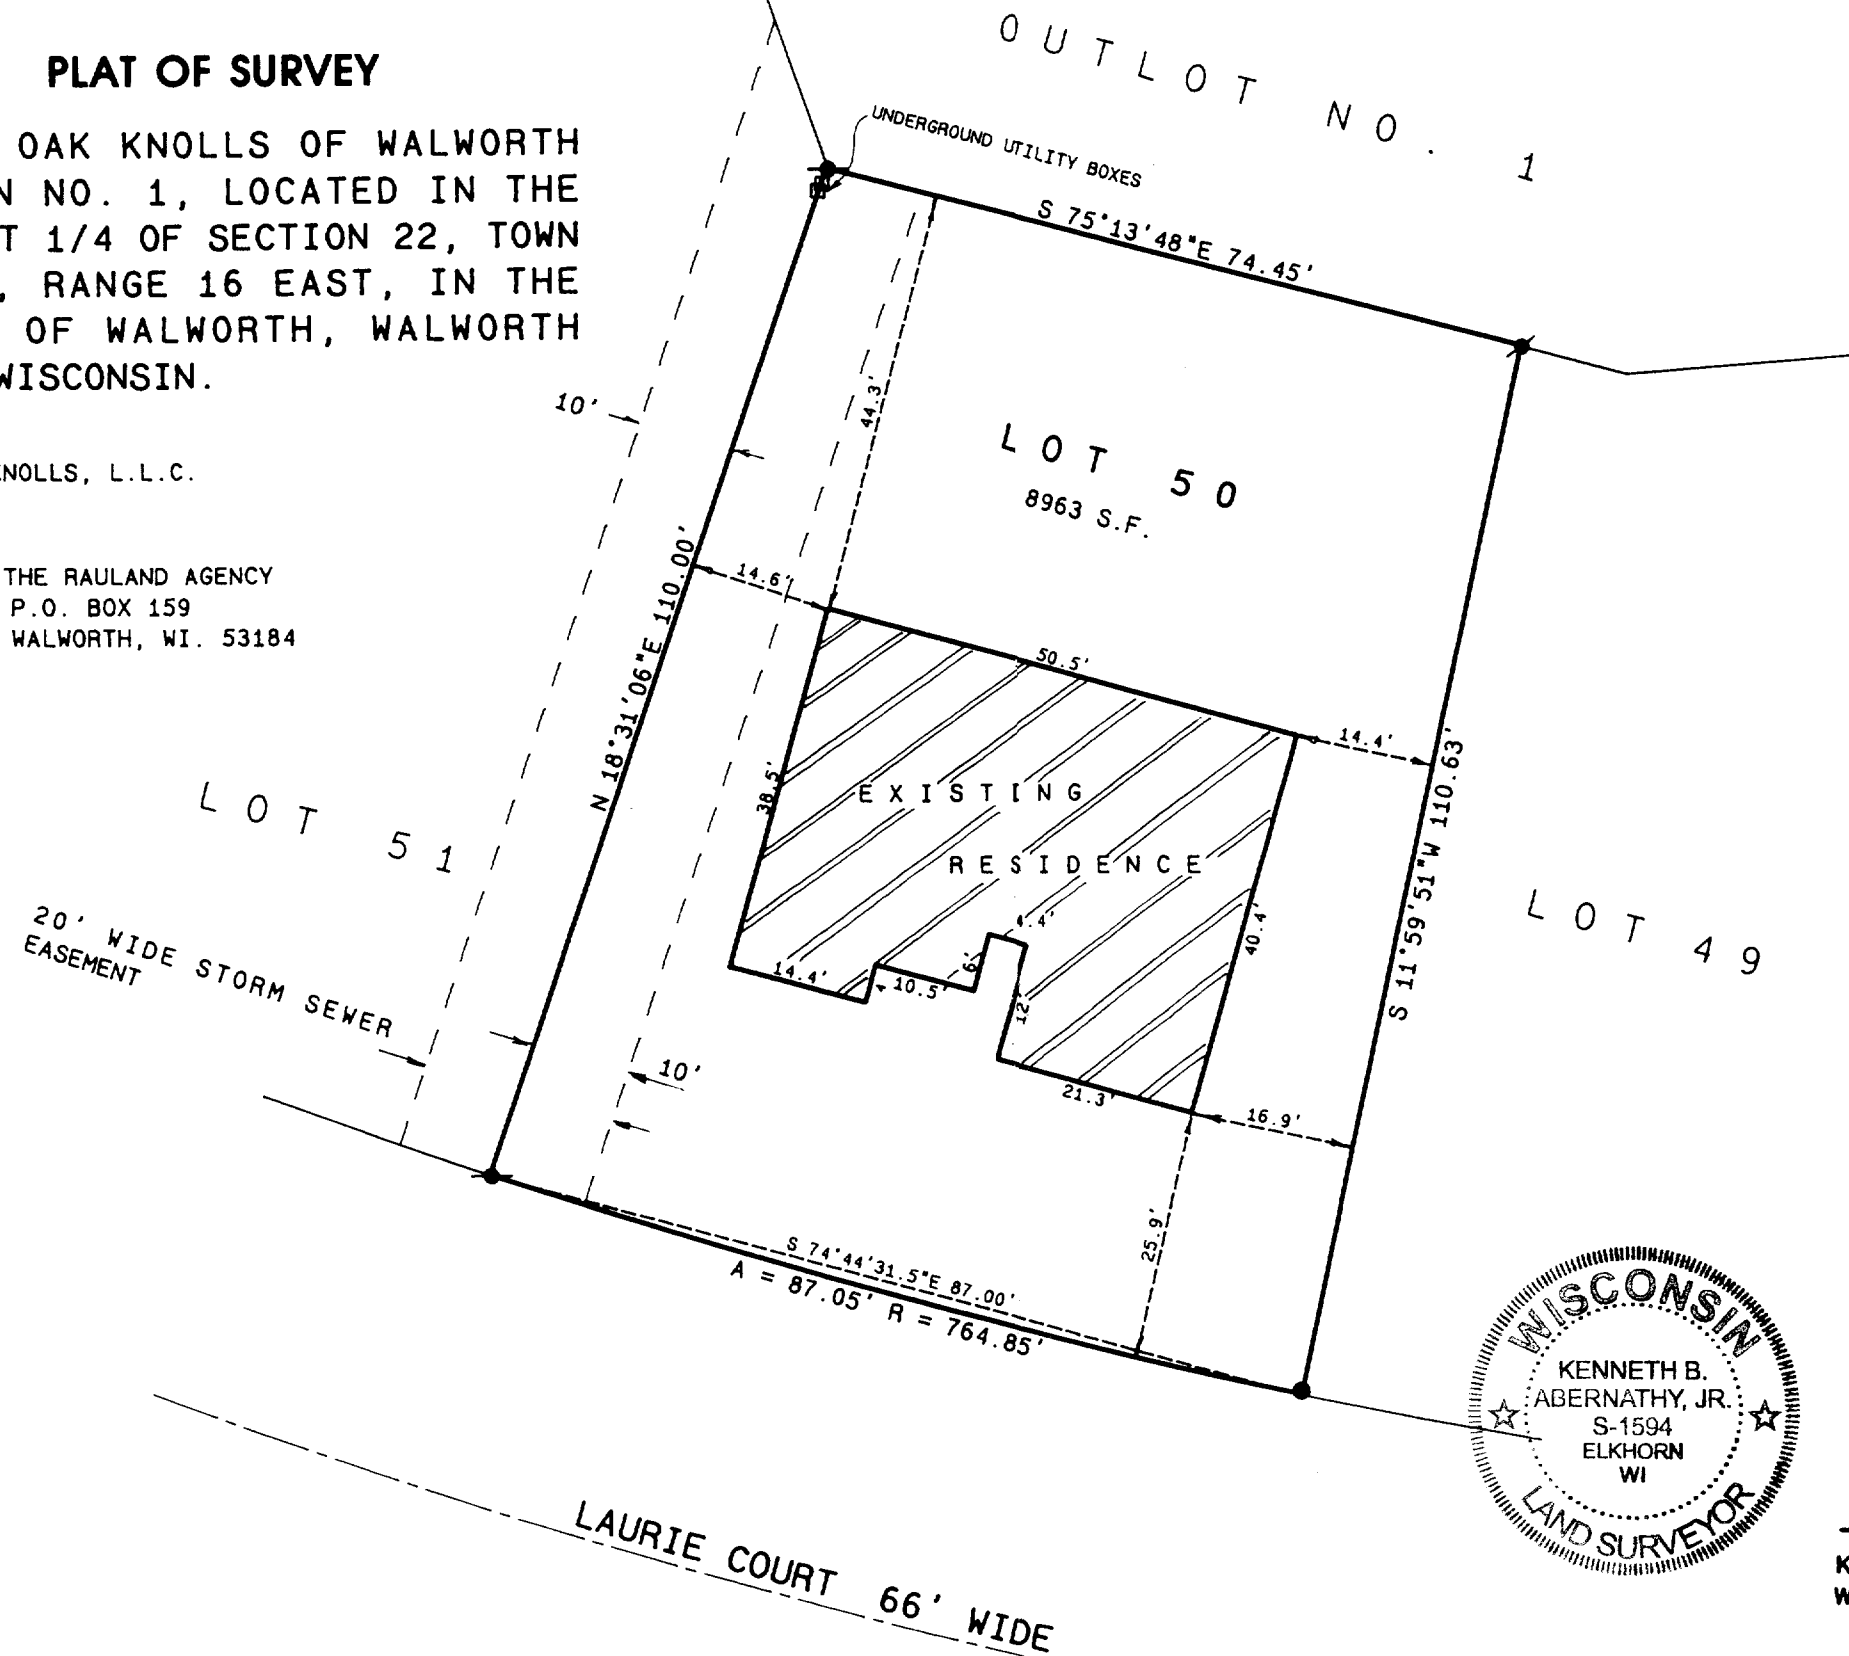 PLAT OF SURVEY
OAK KNOLLS OF WALWORTH
N NO. 1, LOCATED IN THE
T 1/4 OF SECTION 22, TOWN
, RANGE 16 EAST, IN THE
OF WALWORTH, WALWORTH
WISCONSIN.
NOLLS, L.L.C.
THE RAULAND AGENCY
P.O. BOX 159
WALWORTH, WI. 53184
OUTLOT NO. 1
UNDERGROUND UTILITY BOXES
S 75°13'48"E 74.45'
10'
44.3'
LOT 50
8963 S.F.
14.6'
N 18°31'06"E 110.00'
50.5'
14.4'
38.5'
EXISTING
RESIDENCE
S 11°59'51"W 110.63'
40.4'
LOT 51
LOT 49
20' WIDE STORM SEWER
EASEMENT
14.4'
4'
10.5'
6'
4.4'
12'
21.3'
16.9'
10'
25.9'
S 74°44'31.5"E 87.00'
A = 87.05' R = 764.85'
LAURIE COURT 66' WIDE
WISCONSIN
KENNETH B.
ABERNATHY, JR.
S-1594
ELKHORN
WI
LAND SURVEYOR
K
W